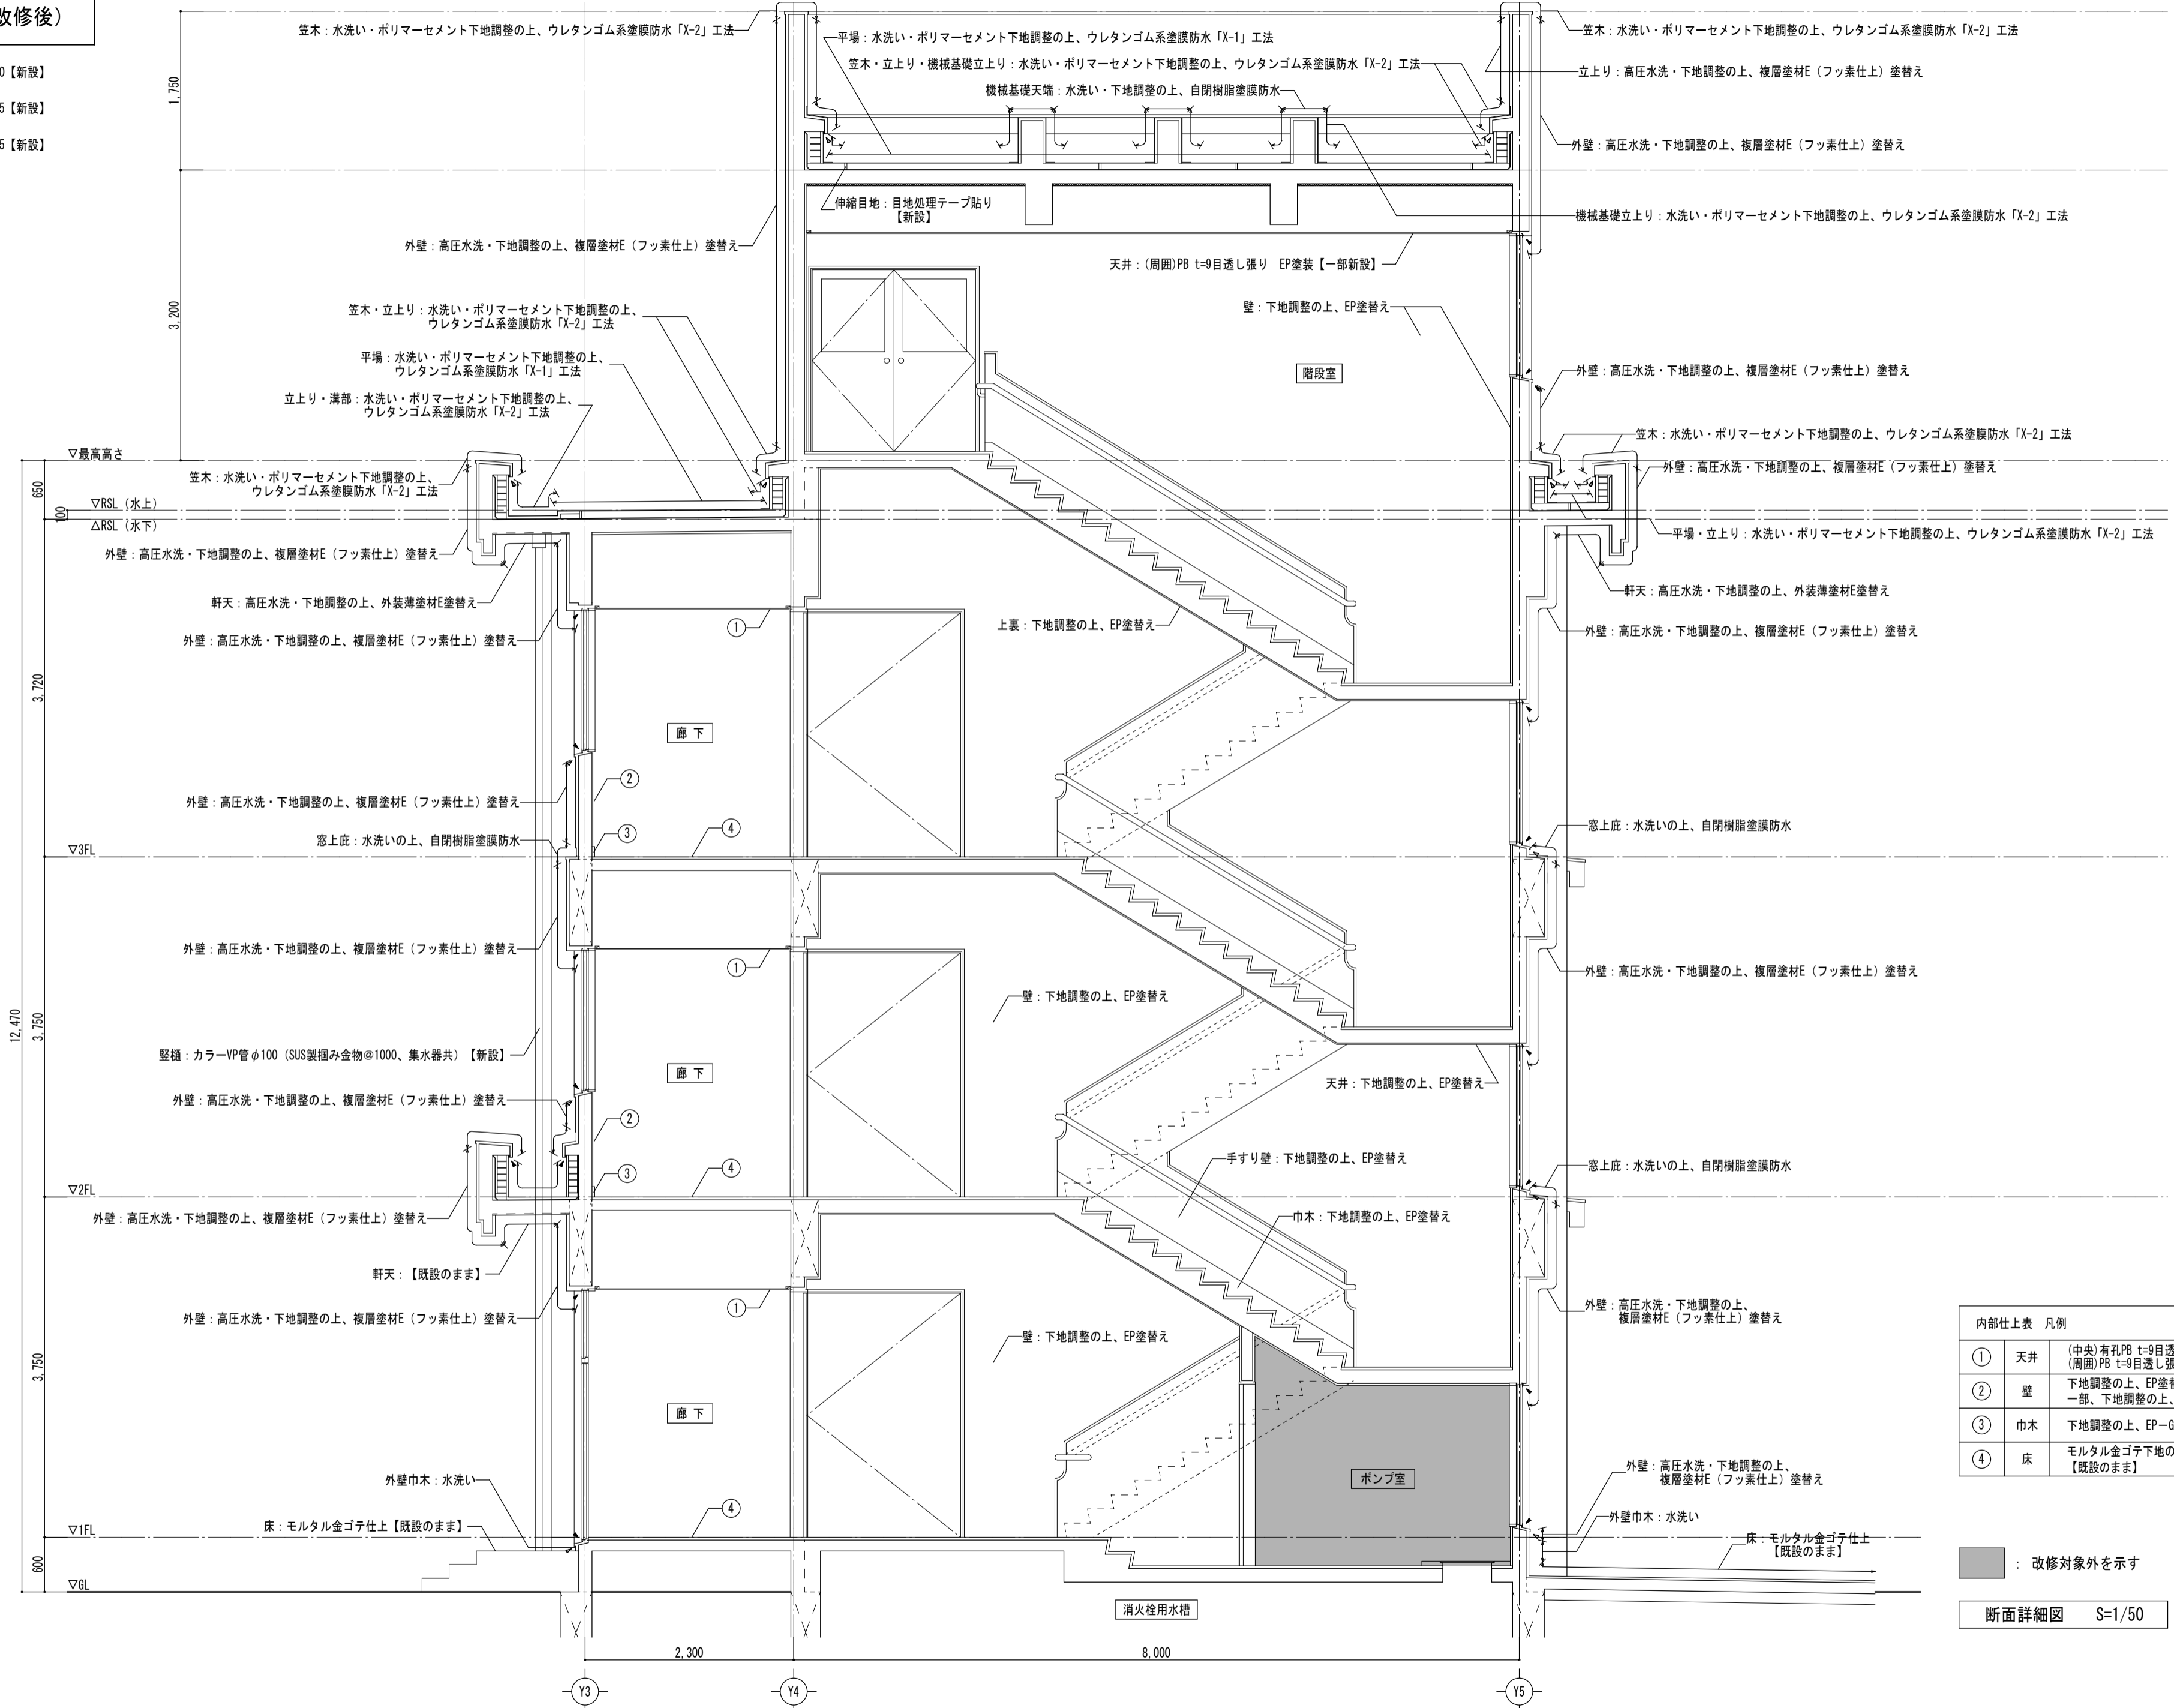 改修後)
0【新設】
5【新設】
5【新設】
笠木：水洗い・ポリマーセメント下地調整の上、ウレタンゴム系塗膜防水「X-2」工法
平場：水洗い・ポリマーセメント下地調整の上、ウレタンゴム系塗膜防水「X-1」工法
笠木・立上り・機械基礎立上り：水洗い・ポリマーセメント下地調整の上、ウレタンゴム系塗膜防水「X-2」工法
機械基礎天端：水洗い・下地調整の上、自閉樹脂塗膜防水
笠木：水洗い・ポリマーセメント下地調整の上、ウレタンゴム系塗膜防水「X-2」工法
立上り：高圧水洗・下地調整の上、複層塗材E（フッ素仕上）塗替え
外壁：高圧水洗・下地調整の上、複層塗材E（フッ素仕上）塗替え
1,750
伸縮目地：目地処理テープ貼り
【新設】
機械基礎立上り：水洗い・ポリマーセメント下地調整の上、ウレタンゴム系塗膜防水「X-2」工法
外壁：高圧水洗・下地調整の上、複層塗材E（フッ素仕上）塗替え
天井：(周囲)PB t=9目透し張り　EP塗装【一部新設】
3,200
笠木・立上り：水洗い・ポリマーセメント下地調整の上、
ウレタンゴム系塗膜防水「X-2」工法
壁：下地調整の上、EP塗替え
平場：水洗い・ポリマーセメント下地調整の上、
ウレタンゴム系塗膜防水「X-1」工法
階段室
外壁：高圧水洗・下地調整の上、複層塗材E（フッ素仕上）塗替え
立上り・溝部：水洗い・ポリマーセメント下地調整の上、
ウレタンゴム系塗膜防水「X-2」工法
笠木：水洗い・ポリマーセメント下地調整の上、ウレタンゴム系塗膜防水「X-2」工法
▽最高高さ
外壁：高圧水洗・下地調整の上、複層塗材E（フッ素仕上）塗替え
笠木：水洗い・ポリマーセメント下地調整の上、
ウレタンゴム系塗膜防水「X-2」工法
650
▽RSL（水上）
100
△RSL（水下）
平場・立上り：水洗い・ポリマーセメント下地調整の上、ウレタンゴム系塗膜防水「X-2」工法
外壁：高圧水洗・下地調整の上、複層塗材E（フッ素仕上）塗替え
軒天：高圧水洗・下地調整の上、外装薄塗材E塗替え
軒天：高圧水洗・下地調整の上、外装薄塗材E塗替え
上裏：下地調整の上、EP塗替え
①
外壁：高圧水洗・下地調整の上、複層塗材E（フッ素仕上）塗替え
外壁：高圧水洗・下地調整の上、複層塗材E（フッ素仕上）塗替え
3,720
廊 下
②
外壁：高圧水洗・下地調整の上、複層塗材E（フッ素仕上）塗替え
③
④
窓上庇：水洗いの上、自閉樹脂塗膜防水
窓上庇：水洗いの上、自閉樹脂塗膜防水
▽3FL
外壁：高圧水洗・下地調整の上、複層塗材E（フッ素仕上）塗替え
①
外壁：高圧水洗・下地調整の上、複層塗材E（フッ素仕上）塗替え
壁：下地調整の上、EP塗替え
12,470
3,750
竪樋：カラーVP管φ100（SUS製掴み金物@1000、集水器共）【新設】
廊 下
天井：下地調整の上、EP塗替え
外壁：高圧水洗・下地調整の上、複層塗材E（フッ素仕上）塗替え
②
手すり壁：下地調整の上、EP塗替え
③
④
窓上庇：水洗いの上、自閉樹脂塗膜防水
▽2FL
外壁：高圧水洗・下地調整の上、複層塗材E（フッ素仕上）塗替え
巾木：下地調整の上、EP塗替え
軒天：【既設のまま】
①
外壁：高圧水洗・下地調整の上、複層塗材E（フッ素仕上）塗替え
外壁：高圧水洗・下地調整の上、
複層塗材E（フッ素仕上）塗替え
壁：下地調整の上、EP塗替え
3,750
廊 下
内部仕上表　凡例
① 天井 (中央)有孔PB t=9目透
(周囲)PB t=9目透し張
② 壁 下地調整の上、EP塗替
一部、下地調整の上、
③ 巾木 下地調整の上、EP－G
④ 床 モルタル金ゴテ下地の
【既設のまま】
ポンプ室
外壁巾木：水洗い
外壁：高圧水洗・下地調整の上、
複層塗材E（フッ素仕上）塗替え
④
外壁巾木：水洗い
床：モルタル金ゴテ仕上【既設のまま】
▽1FL
床：モルタル金ゴテ仕上
【既設のまま】
600
▽GL
： 改修対象外を示す
消火栓用水槽
断面詳細図　S=1/50
2,300
8,000
Y3
Y4
Y5